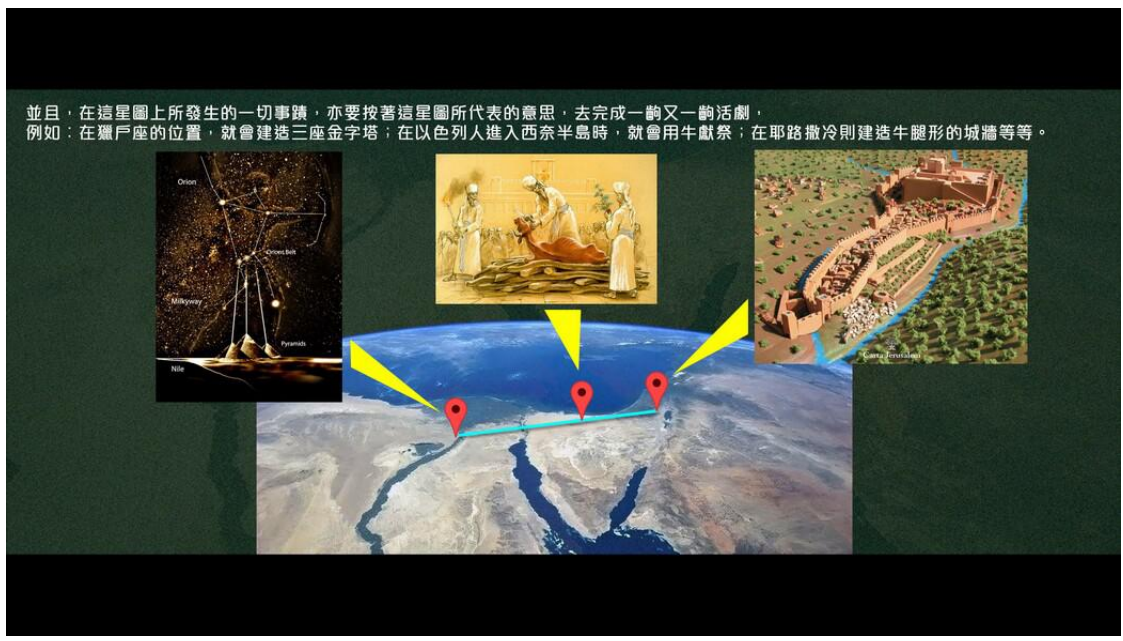 並且，在這星圖上所發生的一切事蹟，亦要按著這星圖所代表的意思，去完成一齣又一齣活劇，
例如：在獵戶座的位置，就會建造三座金字塔；在以色列人進入西奈半島時，就會用牛獻祭；在耶路撒冷則建造牛腿形的城牆等等。
Orion
Orion's Belt
Milkyway
Pyramids
Nile
Carta Jerusalem